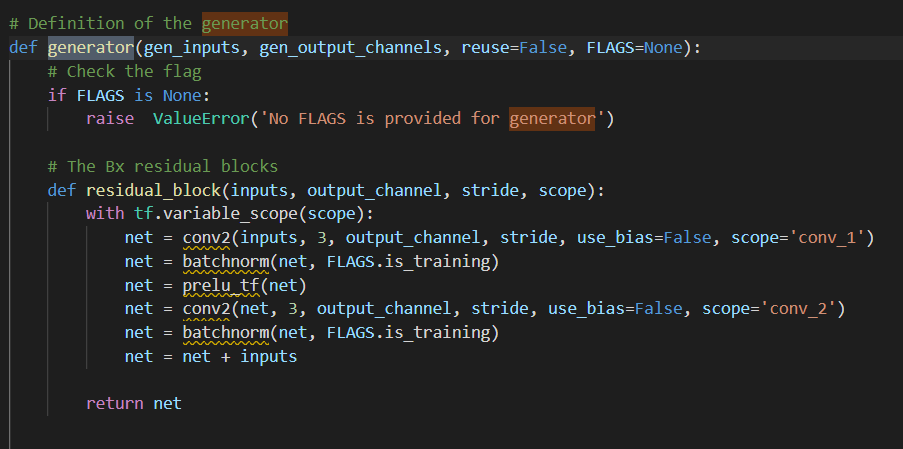 # Definition of the generator
def generator(gen_inputs, gen_output_channels, reuse=False, FLAGS=None):
    # Check the flag
    if FLAGS is None:
        raise  ValueError('No FLAGS is provided for generator')
    # The Bx residual blocks
    def residual_block(inputs, output_channel, stride, scope):
        with tf.variable_scope(scope):
            net = conv2(inputs, 3, output_channel, stride, use_bias=False, scope='conv_1')
            net = batchnorm(net, FLAGS.is_training)
            net = prelu_tf(net)
            net = conv2(net, 3, output_channel, stride, use_bias=False, scope='conv_2')
            net = batchnorm(net, FLAGS.is_training)
            net = net + inputs
        return net